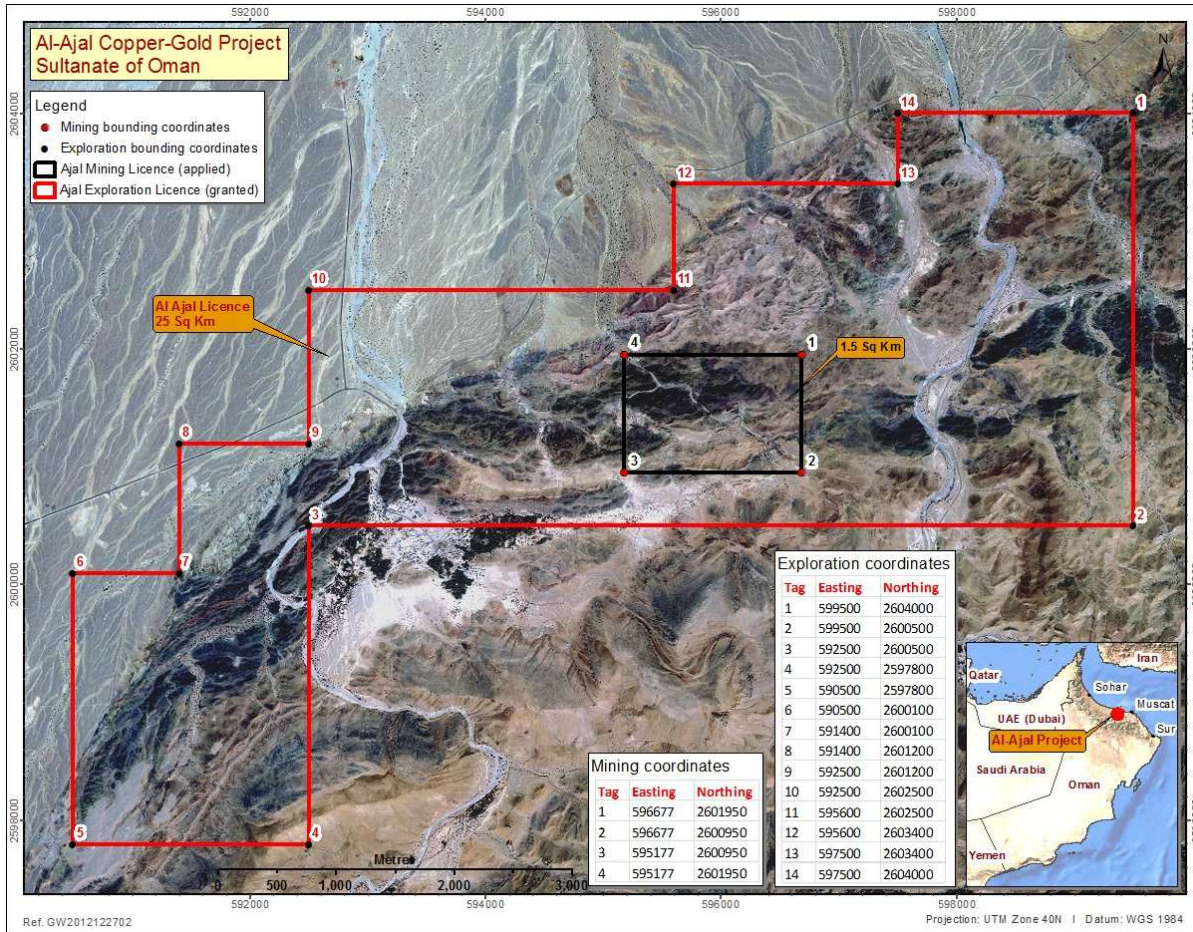 592000
594000
596000
598000
Al-Ajal Copper-Gold Project
Sultanate of Oman
N
Legend
Mining bounding coordinates
Exploration bounding coordinates
Ajal Mining Licence (applied)
Ajal Exploration Licence (granted)
2604000
14
1
12
13
10
11
Al Ajal Licence
25 Sq Km
2602000
4
1
1.5 Sq Km
8
9
3
2
3
2
6
7
2600000
Exploration coordinates
Tag Easting Northing
1 599500 2604000
2 599500 2600500
3 592500 2600500
4 592500 2597800
5 590500 2597800
6 590500 2600100
7 591400 2600100
8 591400 2601200
9 592500 2601200
10 592500 2602500
11 595600 2602500
12 595600 2603400
13 597500 2603400
14 597500 2604000
Iran
Qatar
Sohar
Muscat
UAE (Dubai)
Sur
Al-Ajal Project
Saudi Arabia
Oman
Yemen
Mining coordinates
Tag Easting Northing
1 596677 2601950
2 596677 2600950
3 595177 2600950
4 595177 2601950
2598000
5
4
Metre
0 500 1,000 2,000 3,000
592000
594000
596000
598000
Ref. GW2012122702
Projection: UTM Zone 40N I Datum: WGS 1984